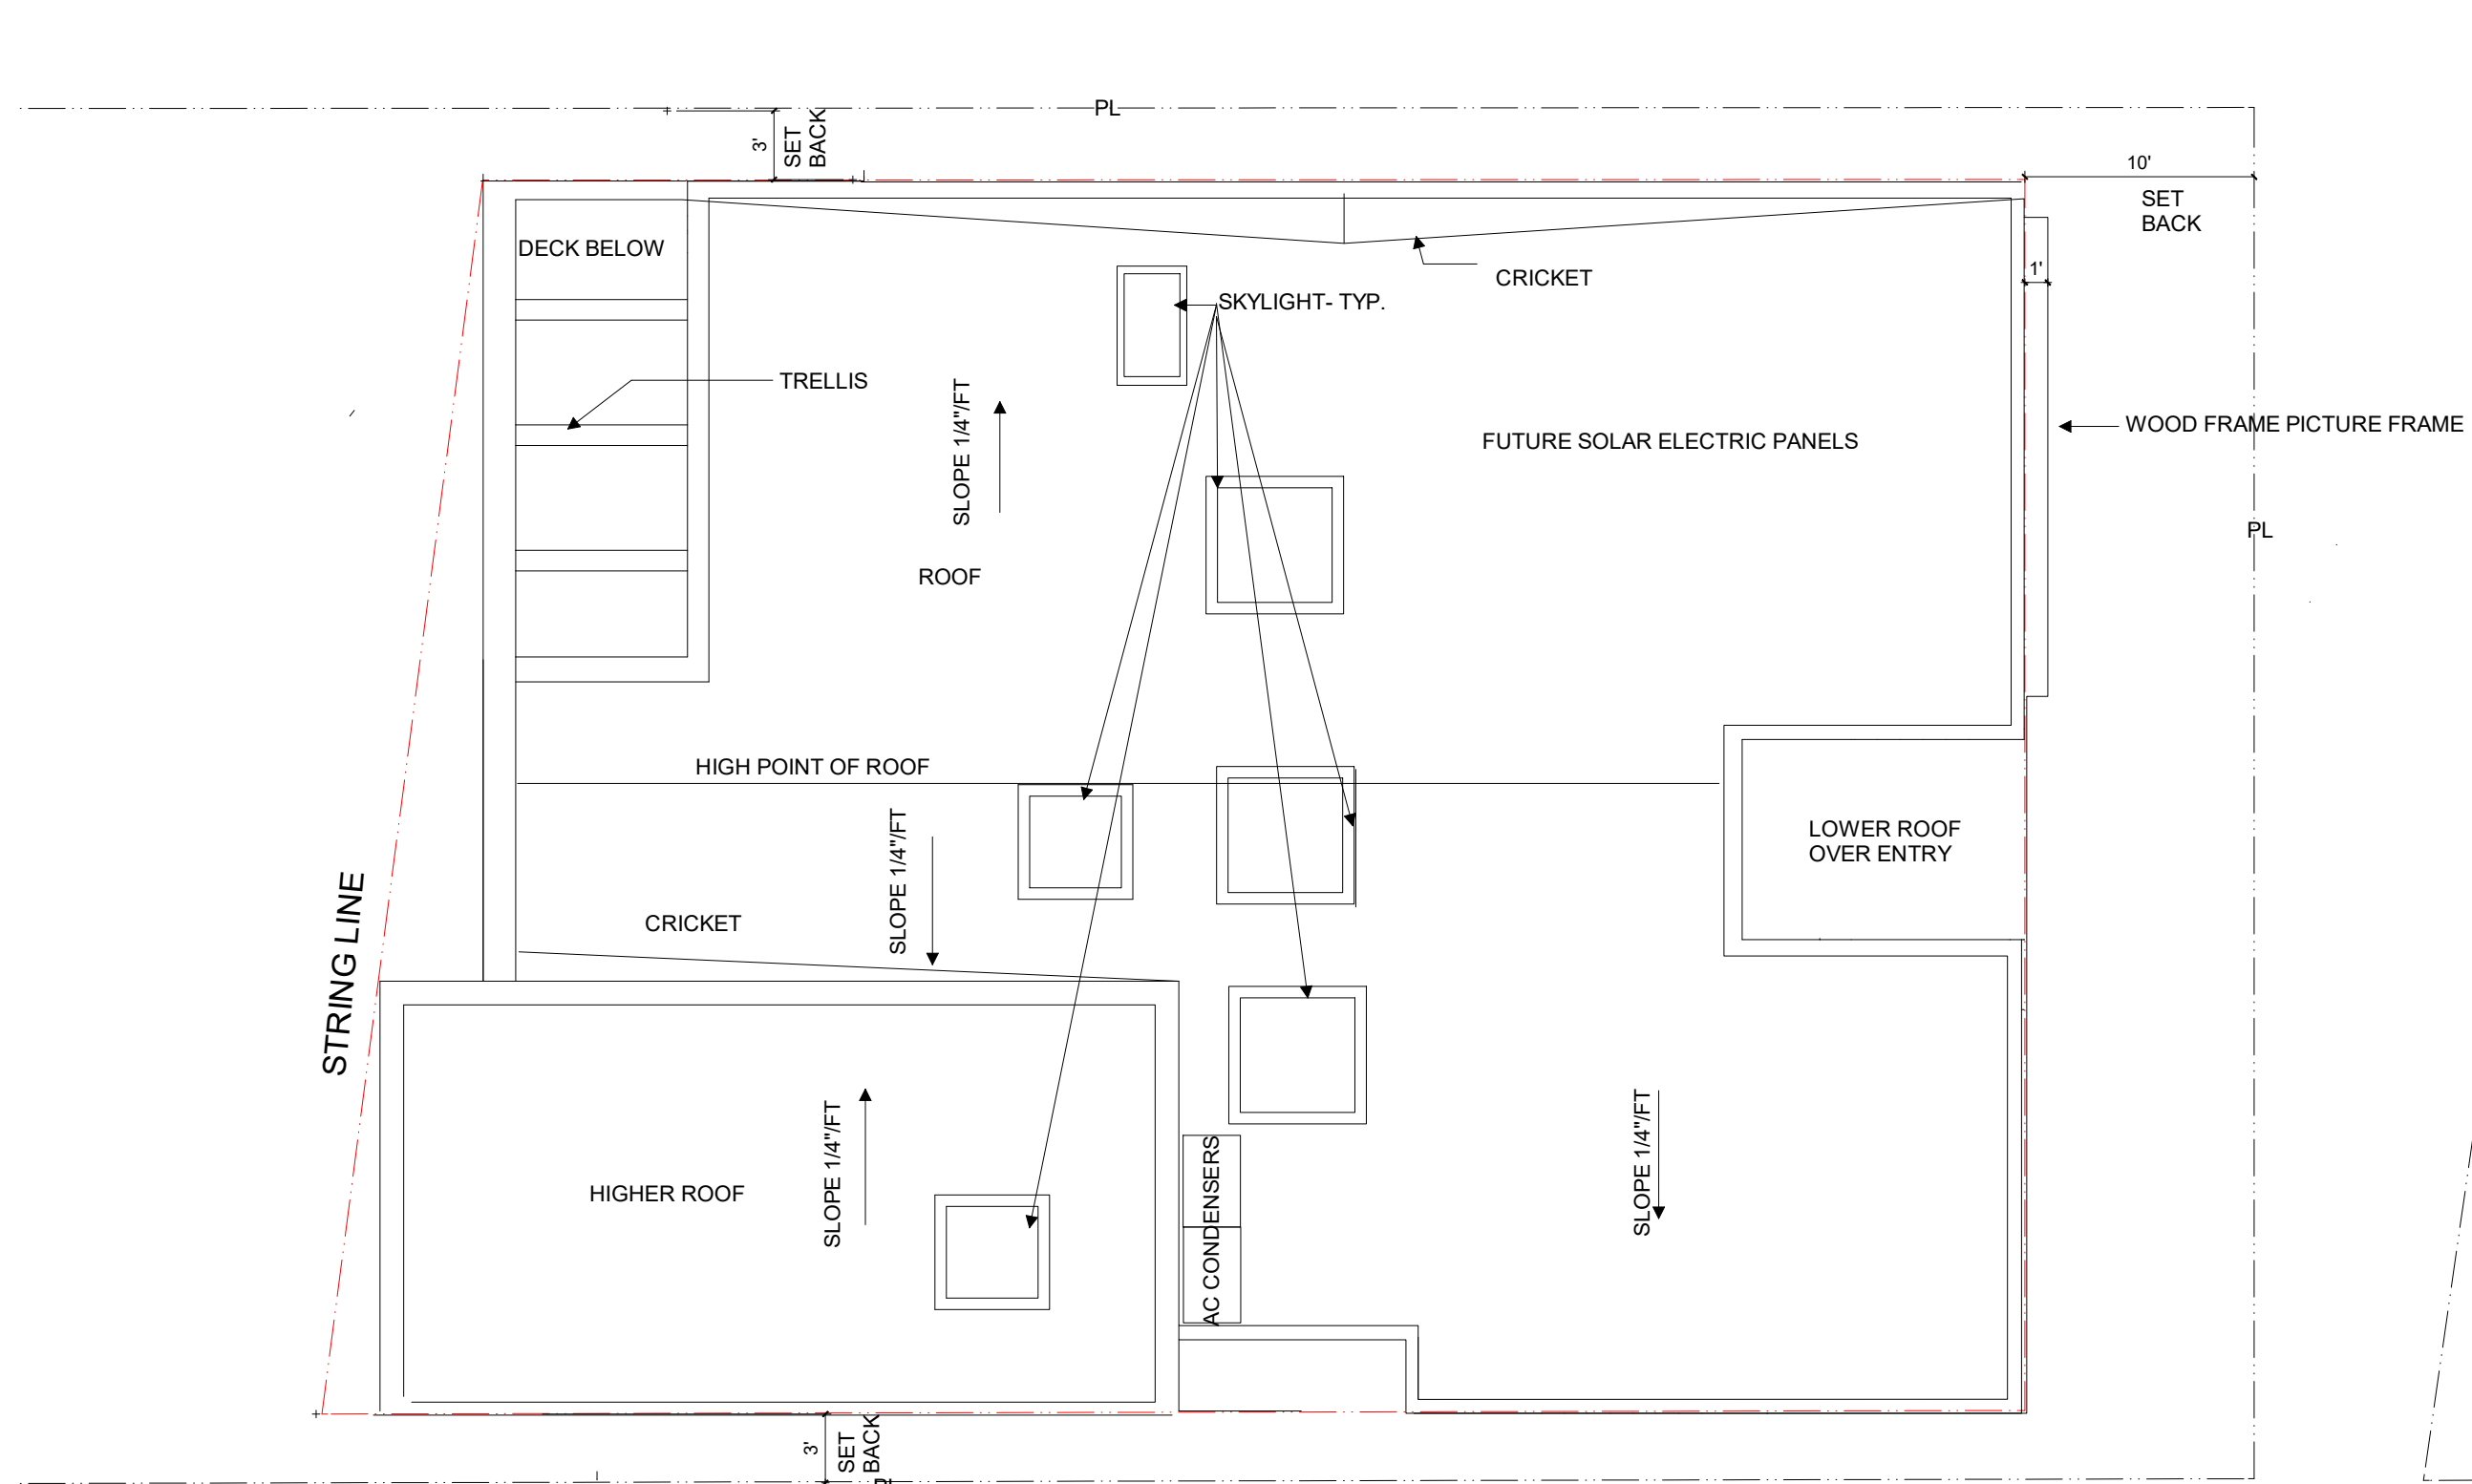 PL
3'
SET
BACK
10'
SET
BACK
DECK BELOW
1'
CRICKET
SKYLIGHT- TYP.
TRELLIS
SLOPE 1/4"/FT
WOOD FRAME PICTURE FRAME
FUTURE SOLAR ELECTRIC PANELS
PL
ROOF
HIGH POINT OF ROOF
LOWER ROOF
OVER ENTRY
SLOPE 1/4"/FT
CRICKET
STRING LINE
HIGHER ROOF
SLOPE 1/4"/FT
AC CONDENSERS
SLOPE 1/4"/FT
3'
SET
BACK